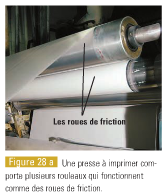 Les roues de friction
Figure 28 a Une presse à imprimer com-
porte plusieurs rouleaux qui fonctionnent
comme des roues de friction.